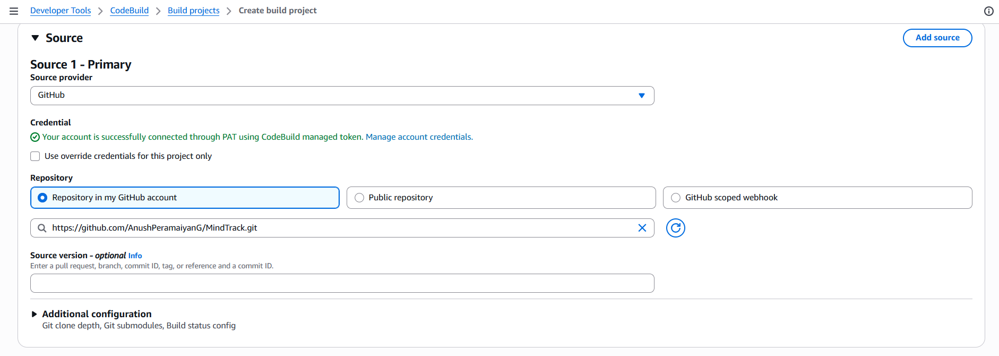 Developer Tools > CodeBuild > Build projects > Create build project
Source
Add source
Source 1 - Primary
Source provider
GitHub
Credential
Your account is successfully connected through PAT using CodeBuild managed token. Manage account credentials.
Use override credentials for this project only
Repository
Repository in my GitHub account
Public repository
GitHub scoped webhook
https://github.com/AnushPeramaiyanG/MindTrack.git
Source version - optional Info
Enter a pull request, branch, commit ID, tag, or reference and a commit ID.
Additional configuration
Git clone depth, Git submodules, Build status config